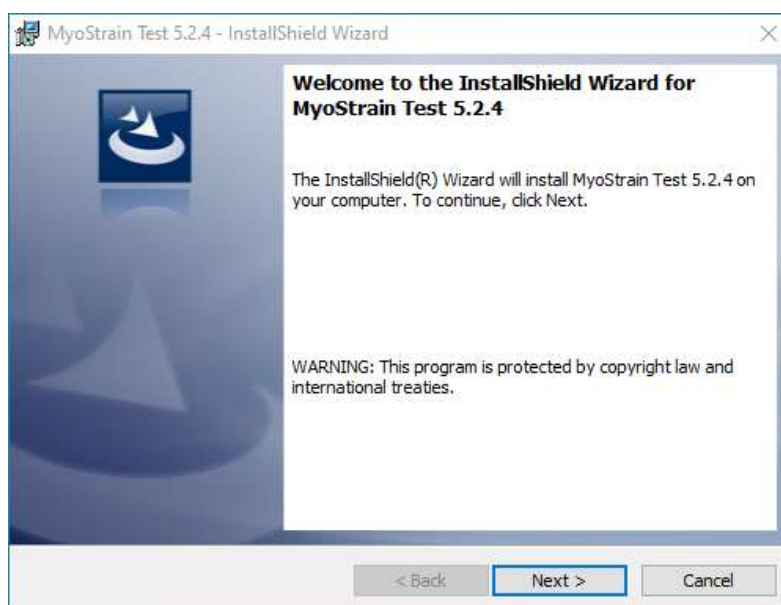 MyoStrain Test 5.2.4 - InstallShield Wizard
Welcome to the InstallShield Wizard for
MyoStrain Test 5.2.4
The InstallShield(R) Wizard will install MyoStrain Test 5.2.4 on
your computer. To continue, click Next.
WARNING: This program is protected by copyright law and
international treaties.
< Back Next > Cancel